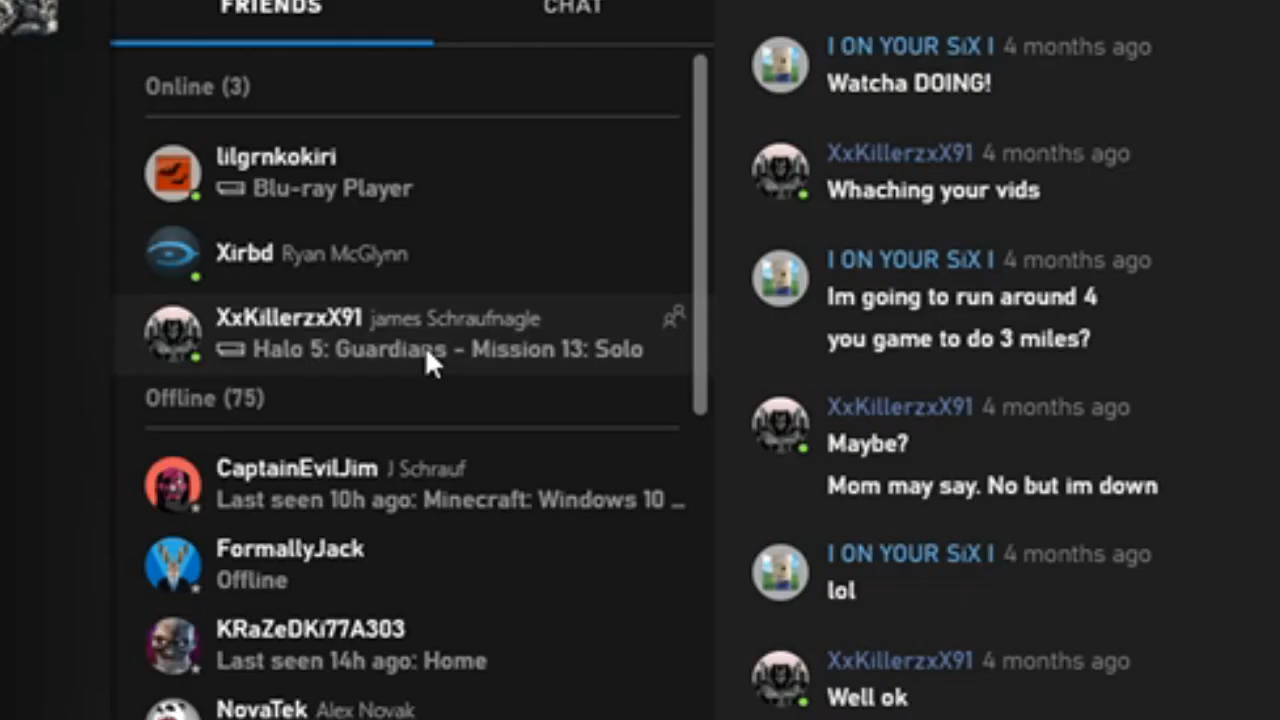 FRIENDS
CHAT
Online (3)
lilgrnkokiri
Blu-ray Player
Xirbd Ryan McGlynn
XxKillerzxX91 james Schraufnagle
Halo 5: Guardians - Mission 13: Solo
Offline (75)
CaptainEvilJim J Schrauf
Last seen 10h ago: Minecraft: Windows 10 ...
FormallyJack
Offline
KRaZeDKi77A303
Last seen 14h ago: Home
NovaTek Alex Novak
I ON YOUR SiX I 4 months ago
Watcha DOING!
XxKillerzxX91 4 months ago
Whaching your vids
I ON YOUR SiX I 4 months ago
Im going to run around 4
you game to do 3 miles?
XxKillerzxX91 4 months ago
Maybe?
Mom may say. No but im down
I ON YOUR SiX I 4 months ago
lol
XxKillerzxX91 4 months ago
Well ok